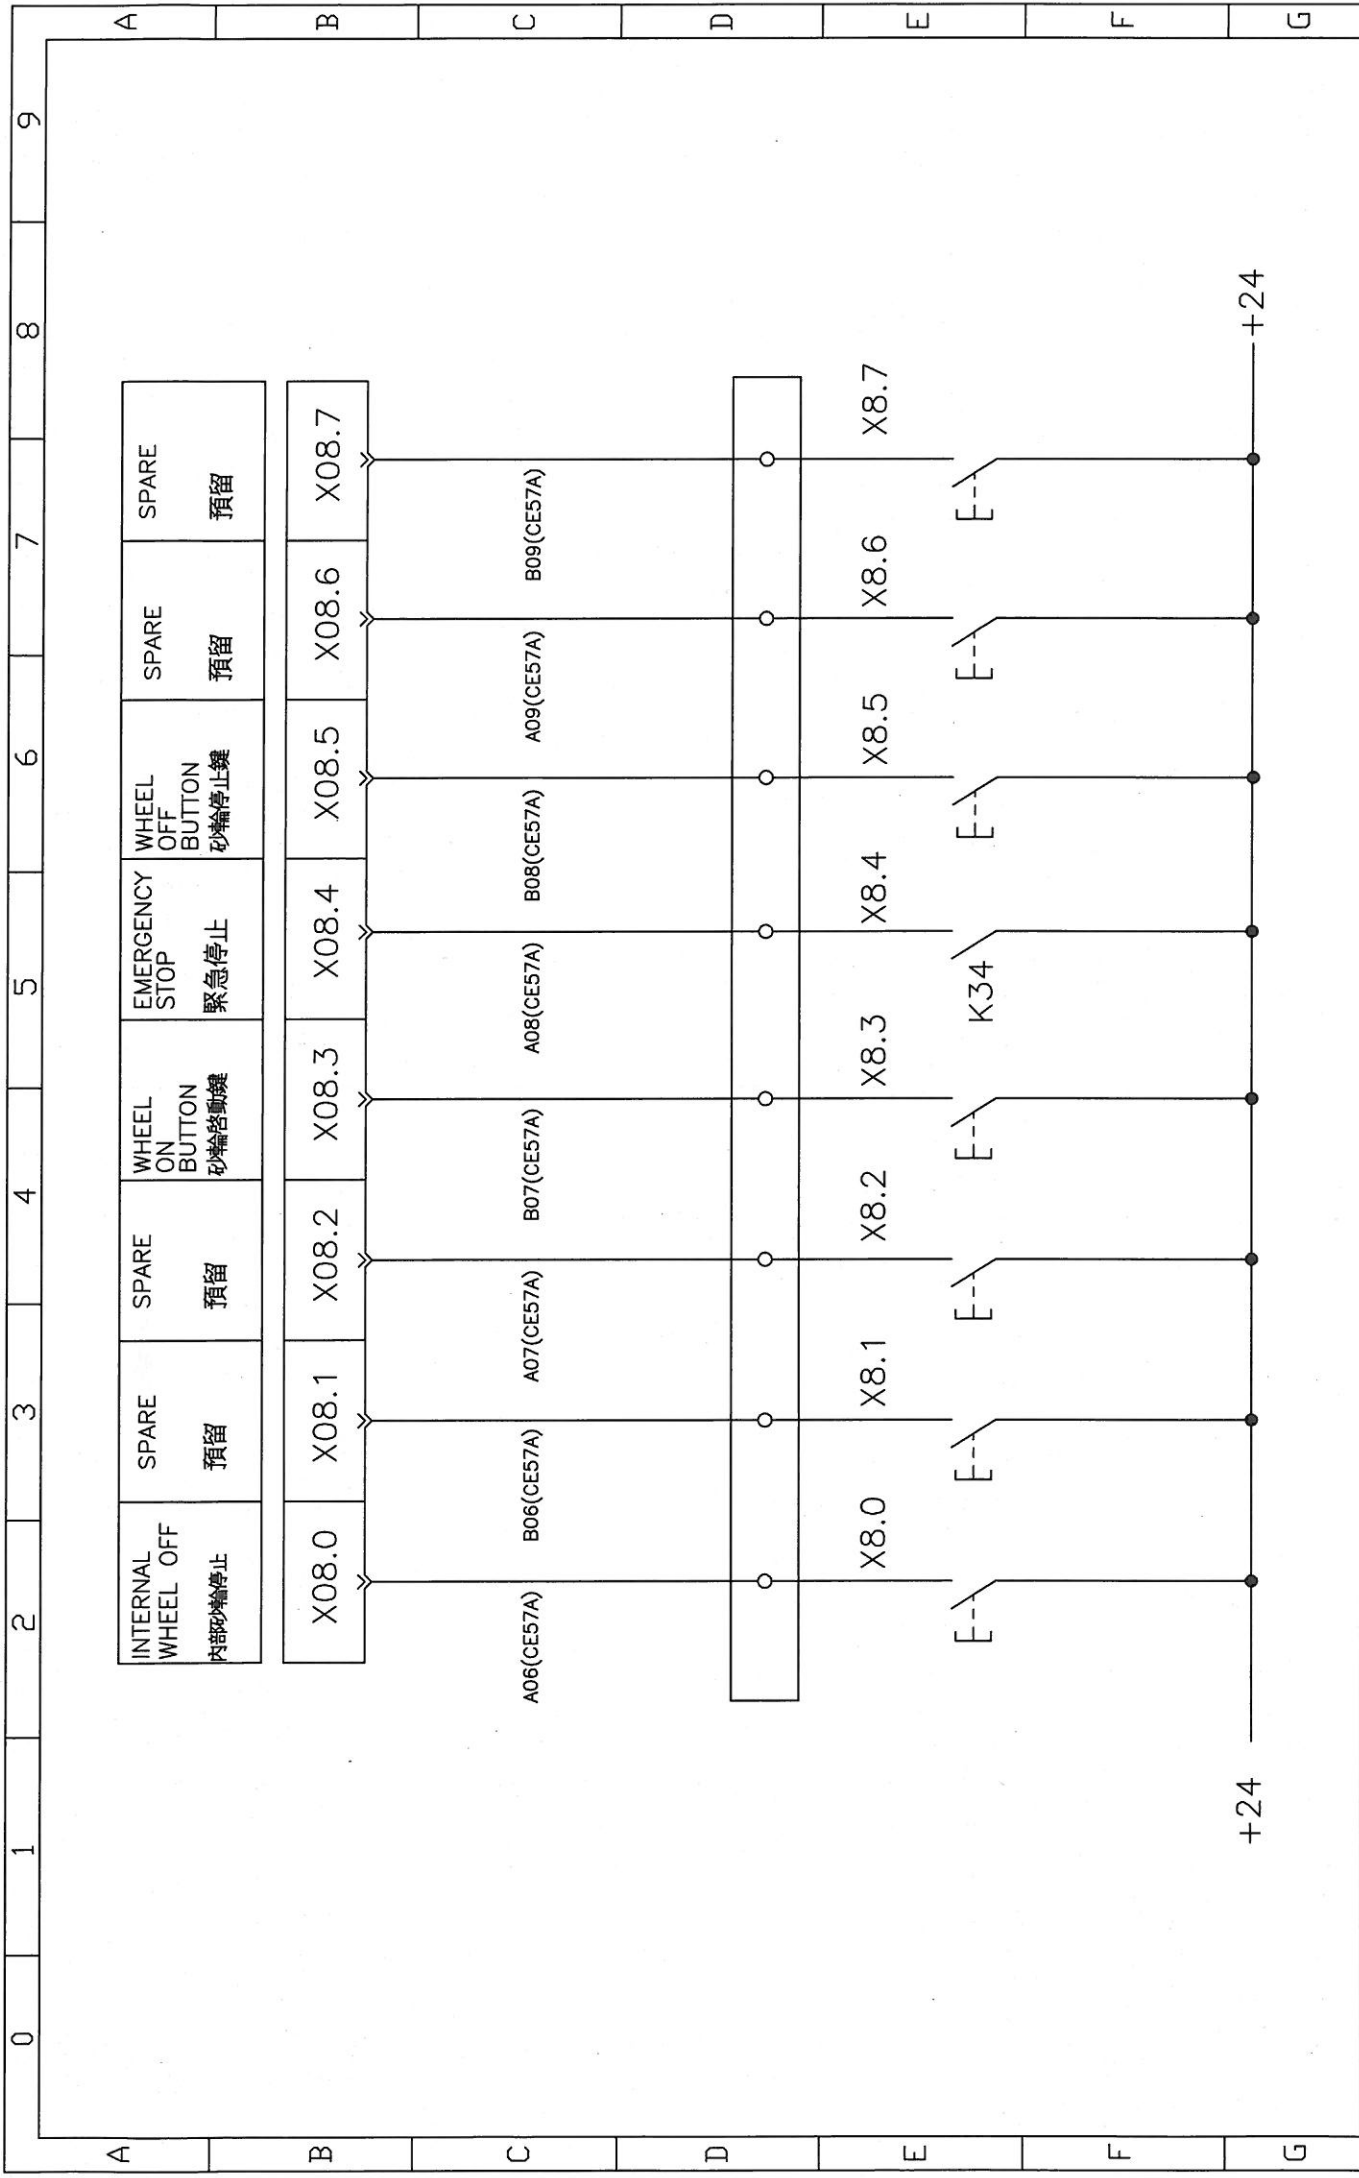 0 1 2 3 4 5 6 7 8 9
A
A
INTERNAL
WHEEL OFF
內部砂輪停止
SPARE
預留
SPARE
預留
WHEEL
ON
BUTTON
砂輪啓動鍵
EMERGENCY
STOP
緊急停止
WHEEL
OFF
BUTTON
砂輪停止鍵
SPARE
預留
SPARE
預留
B
X08.0 X08.1 X08.2 X08.3 X08.4 X08.5 X08.6 X08.7
B
C
A06(CE57A) B06(CE57A) A07(CE57A) B07(CE57A) A08(CE57A) B08(CE57A) A09(CE57A) B09(CE57A)
C
D
D
X8.0 X8.1 X8.2 X8.3 X8.4 X8.5 X8.6 X8.7
E
E
K34
F
F
+24
+24
G
G